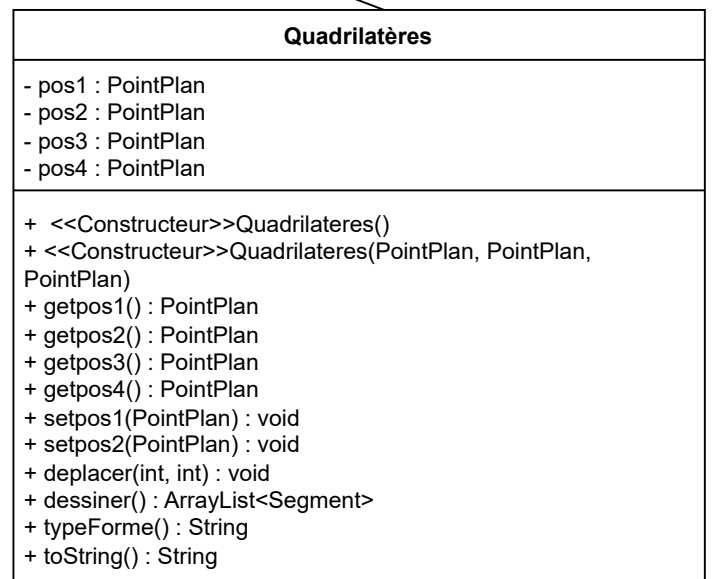 Quadrilatères
- pos1 : PointPlan
- pos2 : PointPlan
- pos3 : PointPlan
- pos4 : PointPlan
+ <<Constructeur>>Quadrilateres()
+ <<Constructeur>>Quadrilateres(PointPlan, PointPlan,
PointPlan)
+ getpos1() : PointPlan
+ getpos2() : PointPlan
+ getpos3() : PointPlan
+ getpos4() : PointPlan
+ setpos1(PointPlan) : void
+ setpos2(PointPlan) : void
+ deplacer(int, int) : void
+ dessiner() : ArrayList<Segment>
+ typeForme() : String
+ toString() : String